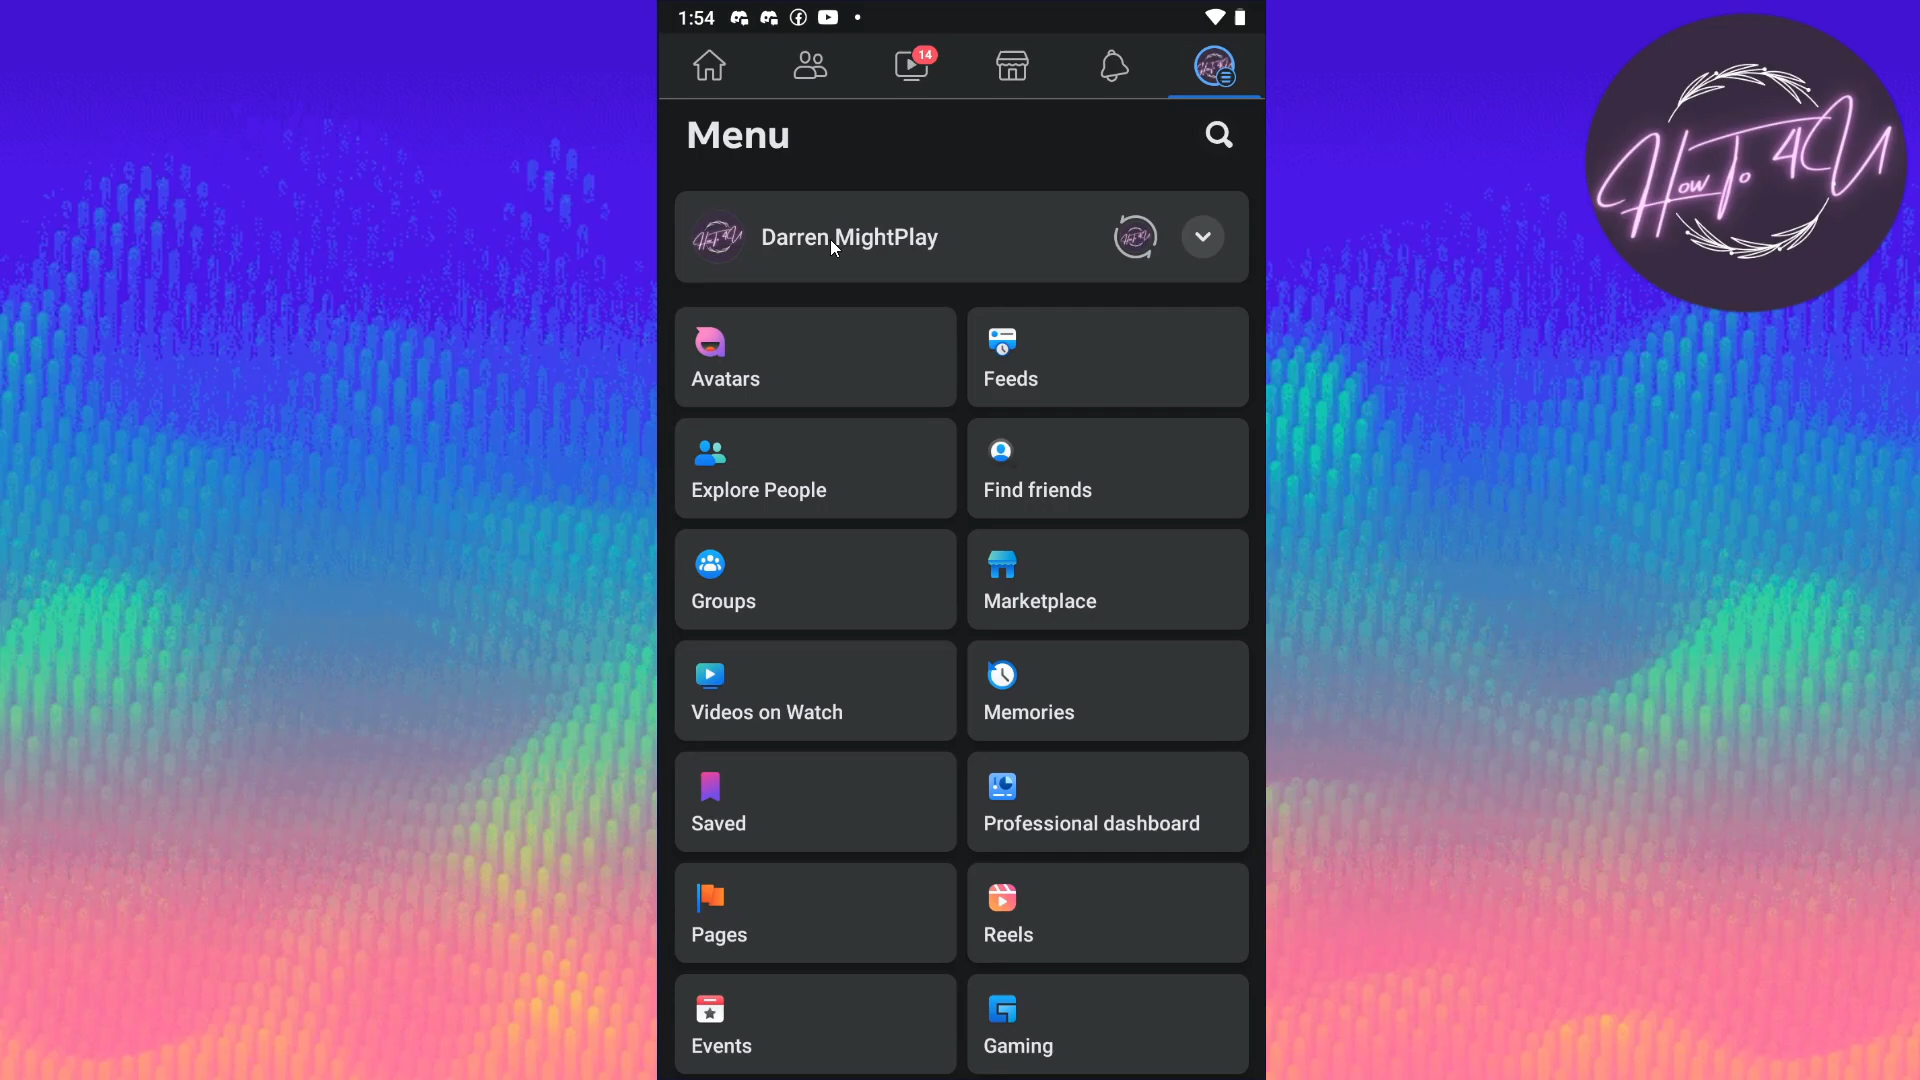 1:54
14
Menu
How To 4U
Darren MightPlay
Avatars
Feeds
Explore People
Find friends
Groups
Marketplace
Videos on Watch
Memories
Saved
Professional dashboard
Pages
Reels
Events
Gaming